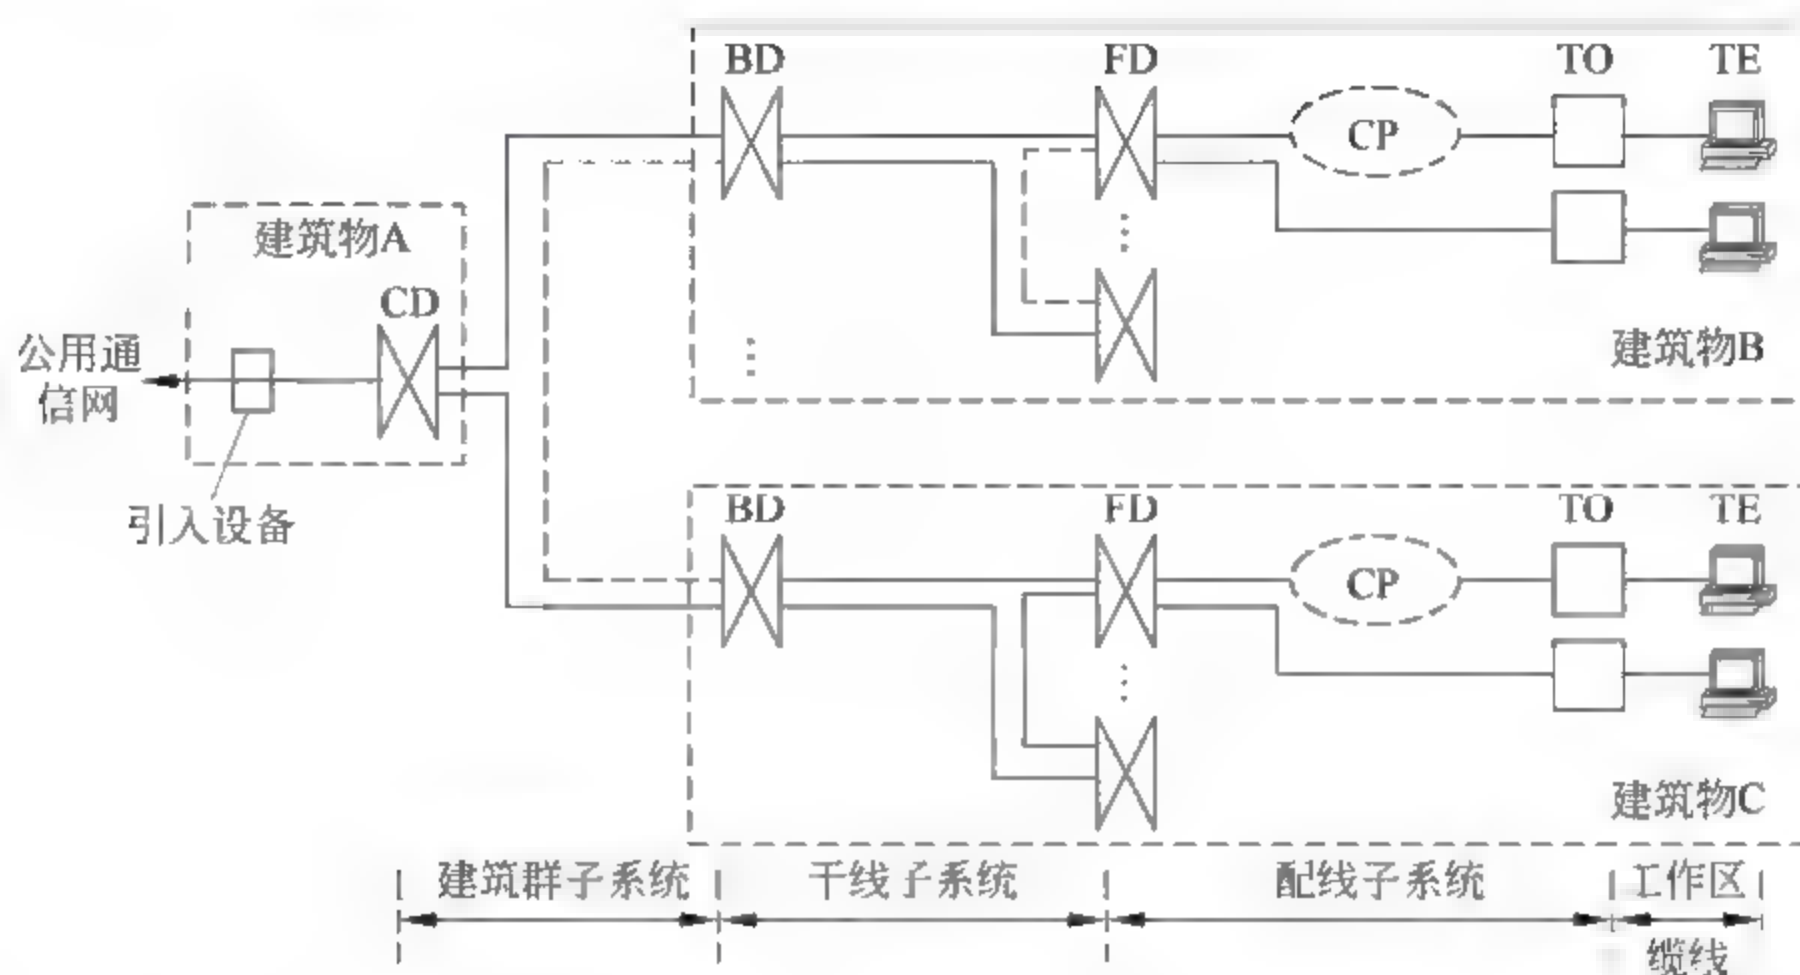 BD FD TO TE
CP
建筑物A
CD
公用通
信网
建筑物B
引入设备
BD FD TO TE
CP
建筑物C
建筑群子系统 干线子系统 配线子系统 工作区
缆线